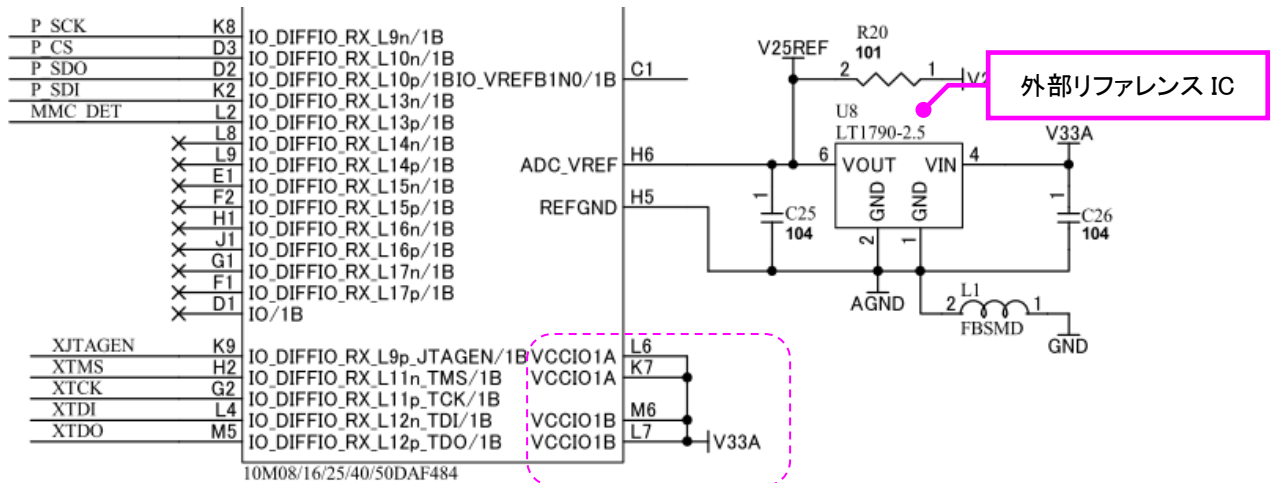 P_SCK K8 IO_DIFFIO_RX_L9n/1B
P_CS D3 IO_DIFFIO_RX_L10n/1B
P_SDO D2 IO_DIFFIO_RX_L10p/1B IO_VREFB1N0/1B C1
P_SDI K2 IO_DIFFIO_RX_L13n/1B
MMC_DET L2 IO_DIFFIO_RX_L13p/1B
L8 IO_DIFFIO_RX_L14n/1B
L9 IO_DIFFIO_RX_L14p/1B ADC_VREF H6
E1 IO_DIFFIO_RX_L15n/1B
F2 IO_DIFFIO_RX_L15p/1B REFGND H5
H1 IO_DIFFIO_RX_L16n/1B
J1 IO_DIFFIO_RX_L16p/1B
G1 IO_DIFFIO_RX_L17n/1B
F1 IO_DIFFIO_RX_L17p/1B
D1 IO/1B
XJTAGEN K9 IO_DIFFIO_RX_L9p_JTAGEN/1B VCCIO1A L6
XTMS H2 IO_DIFFIO_RX_L11n_TMS/1B VCCIO1A K7
XTCK G2 IO_DIFFIO_RX_L11p_TCK/1B
XTDI L4 IO_DIFFIO_RX_L12n_TDI/1B VCCIO1B M6
XTDO M5 IO_DIFFIO_RX_L12p_TDO/1B VCCIO1B L7 V33A
10M08/16/25/40/50DAF484
V25REF
R20
101
2 1
外部リファレンス IC
U8
LT1790-2.5
V33A
6 VOUT VIN 4
GND GND
2 1
1 C25
104
1 C26
104
AGND
L1
2 1
FBSMD
GND